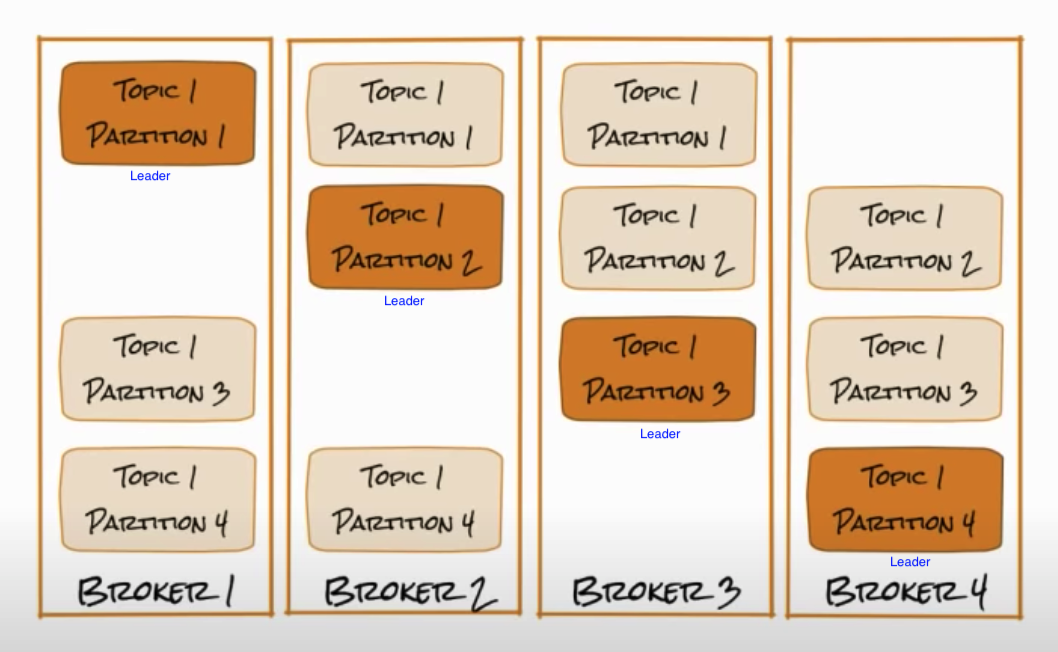 Topic 1
Partition 1
Leader
Partition 3
Topic 1
Partition 4
Topic 1
Broker 1
Topic 1
Partition 1
Topic 1
Partition 2
Leader
Topic 1
Partition 4
Broker 2
Topic 1
Partition 1
Topic 1
Partition 2
Topic 1
Partition 3
Leader
Broker 3
Topic 1
Partition 2
Topic 1
Partition 3
Topic 1
Partition 4
Leader
Broker 4